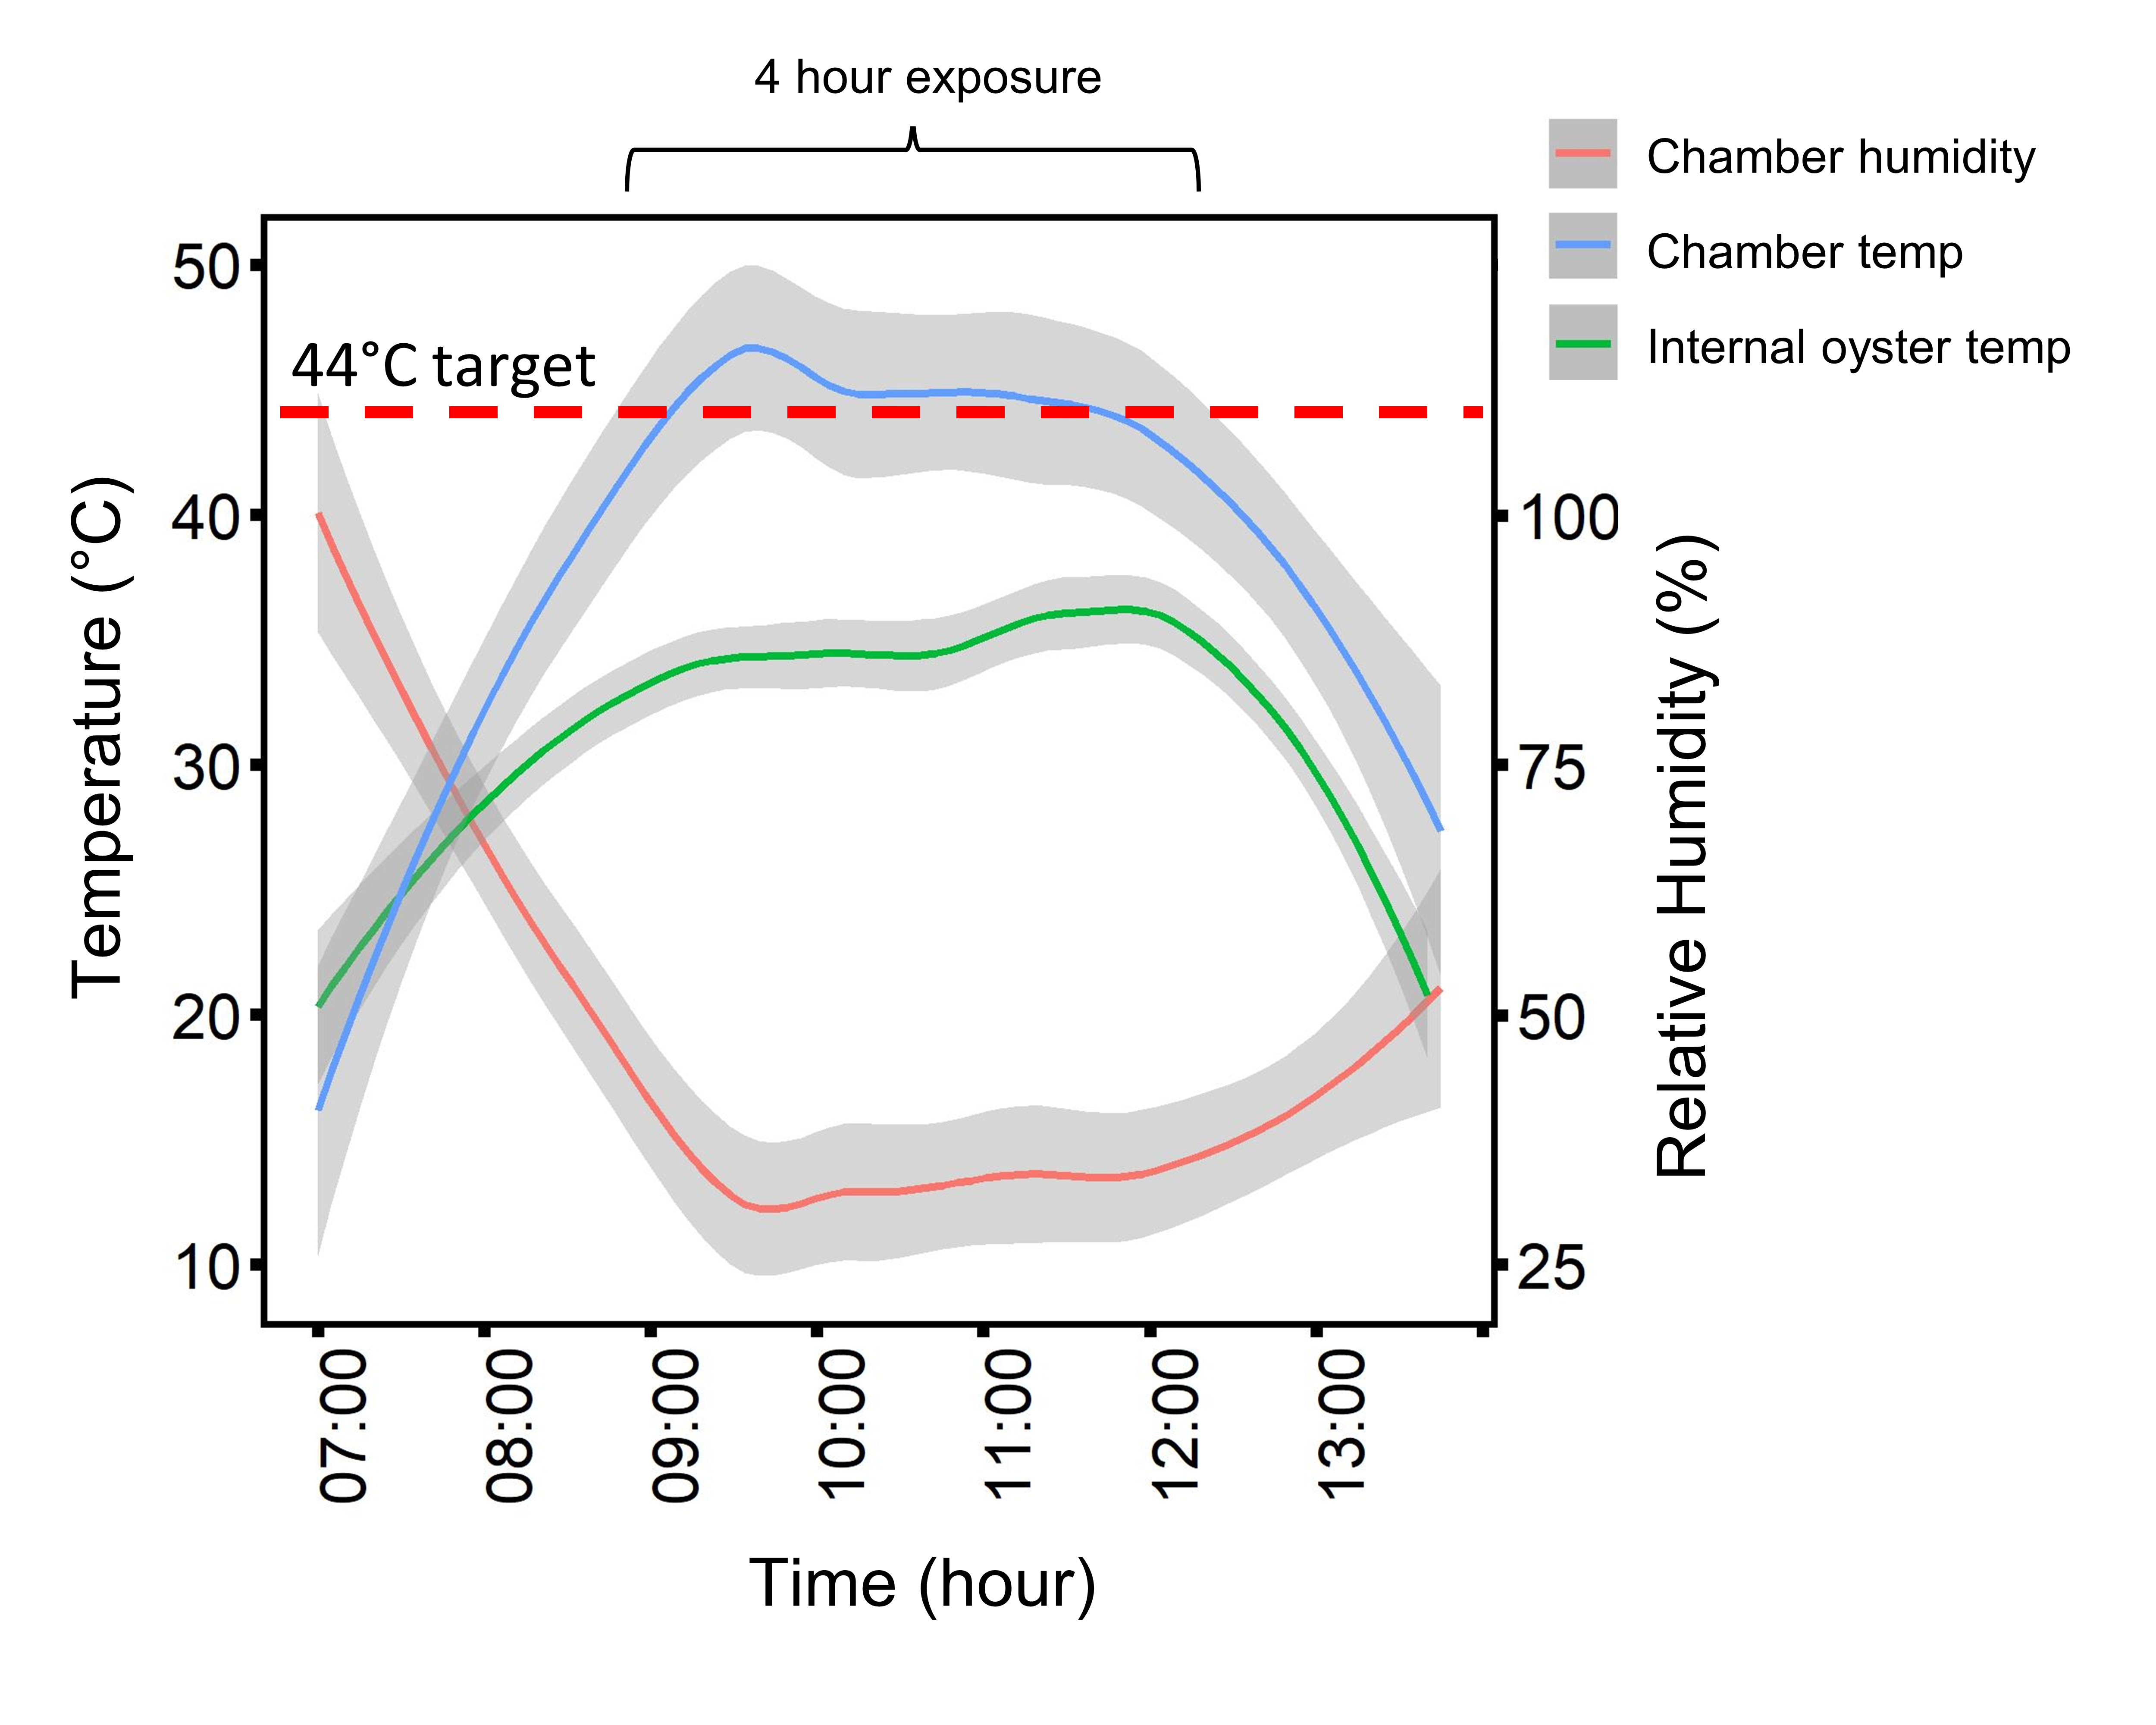 4 hour exposure
Chamber humidity
Chamber temp
Internal oyster temp
44°C target
Temperature (°C)
50
40
30
20
10
100
75
50
25
Relative Humidity (%)
07:00
08:00
09:00
10:00
11:00
12:00
13:00
Time (hour)